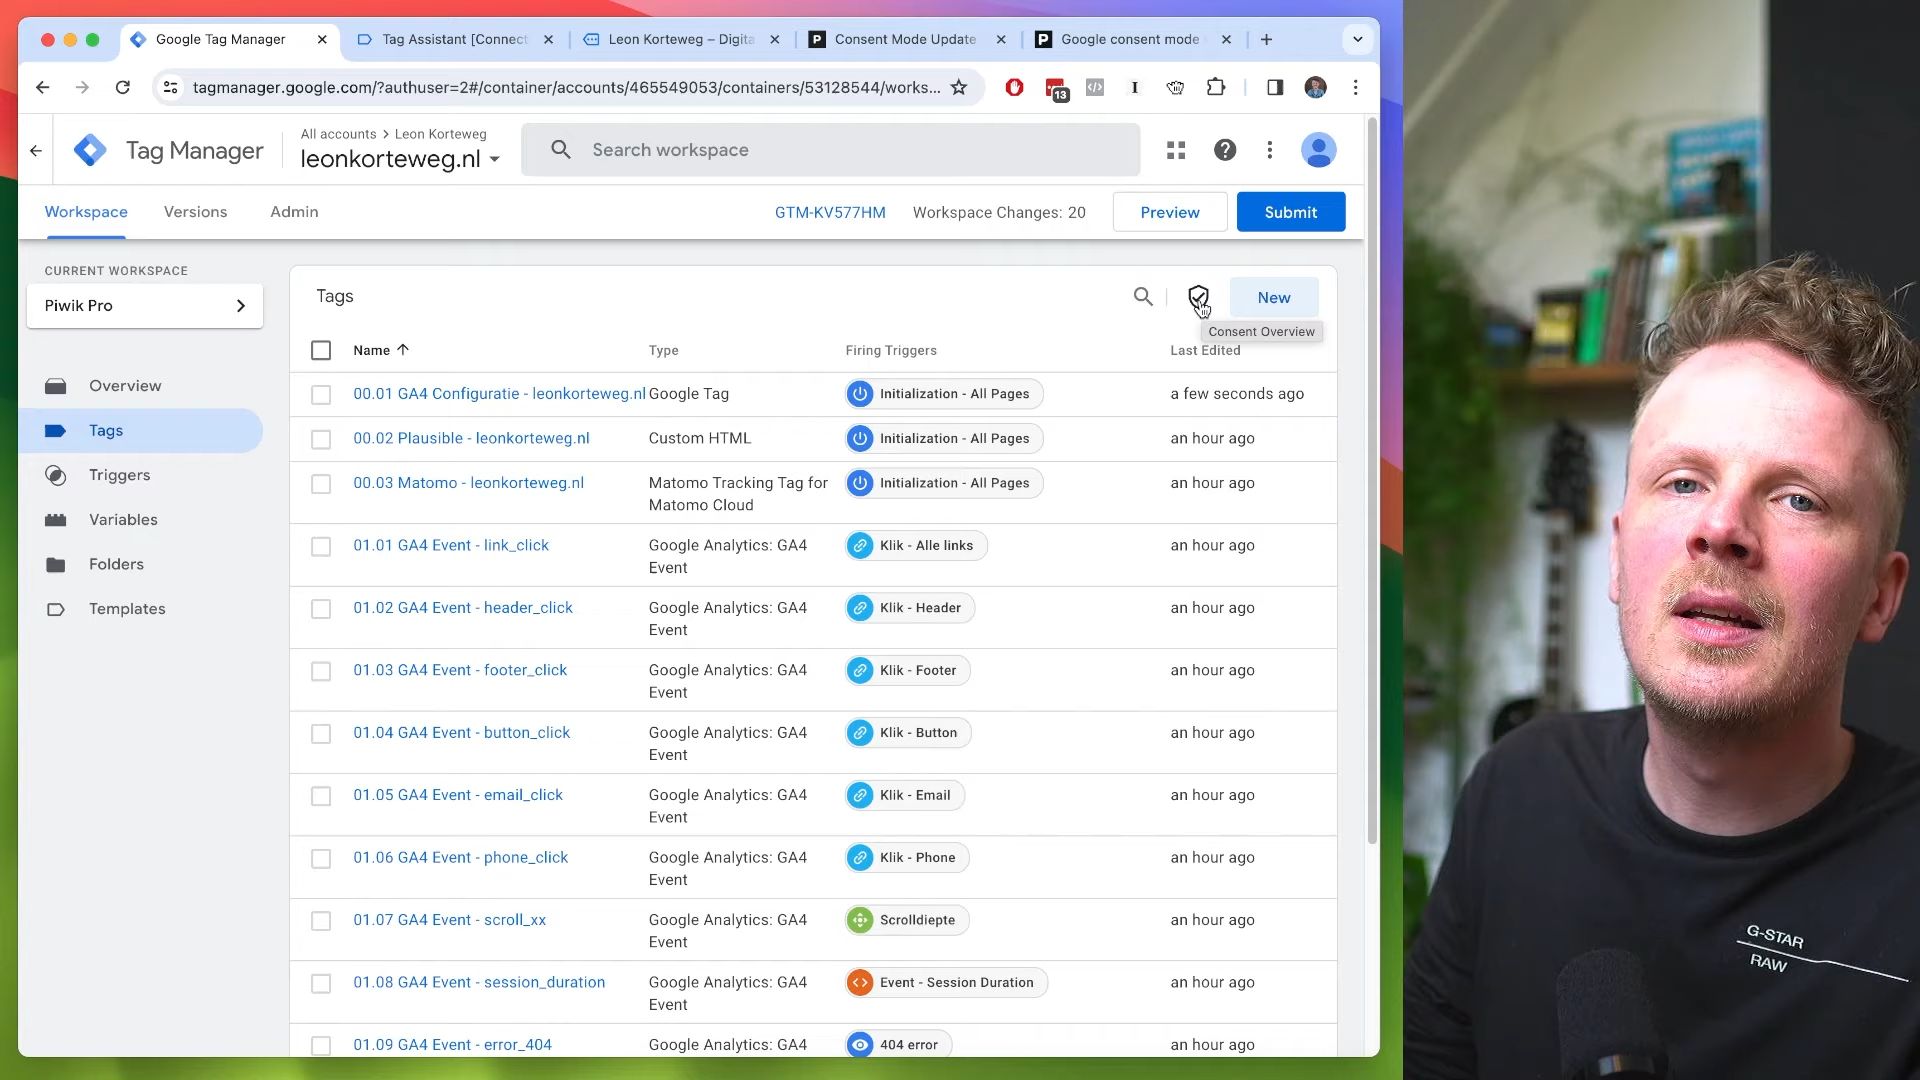 Google Tag Manager
Tag Assistant [Connect
Leon Korteweg – Digita
Consent Mode Update
Google consent mode
tagmanager.google.com/?authuser=2#/container/accounts/465549053/containers/53128544/works...
13
Tag Manager
All accounts > Leon Korteweg
leonkorteweg.nl
Search workspace
Workspace
Versions
Admin
GTM-KV577HM
Workspace Changes: 20
Preview
Submit
CURRENT WORKSPACE
Piwik Pro
Overview
Tags
Triggers
Variables
Folders
Templates
Tags
New
Consent Overview
Name Type Firing Triggers Last Edited
00.01 GA4 Configuratie - leonkorteweg.nl Google Tag Initialization - All Pages a few seconds ago
00.02 Plausible - leonkorteweg.nl Custom HTML Initialization - All Pages an hour ago
00.03 Matomo - leonkorteweg.nl Matomo Tracking Tag for Initialization - All Pages an hour ago
Matomo Cloud
01.01 GA4 Event - link_click Google Analytics: GA4 Klik - Alle links an hour ago
Event
01.02 GA4 Event - header_click Google Analytics: GA4 Klik - Header an hour ago
Event
01.03 GA4 Event - footer_click Google Analytics: GA4 Klik - Footer an hour ago
Event
01.04 GA4 Event - button_click Google Analytics: GA4 Klik - Button an hour ago
Event
01.05 GA4 Event - email_click Google Analytics: GA4 Klik - Email an hour ago
Event
01.06 GA4 Event - phone_click Google Analytics: GA4 Klik - Phone an hour ago
Event
01.07 GA4 Event - scroll_xx Google Analytics: GA4 Scrolldiepte an hour ago
Event
01.08 GA4 Event - session_duration Google Analytics: GA4 Event - Session Duration an hour ago
Event
01.09 GA4 Event - error_404 Google Analytics: GA4 404 error an hour ago
G-STAR
RAW